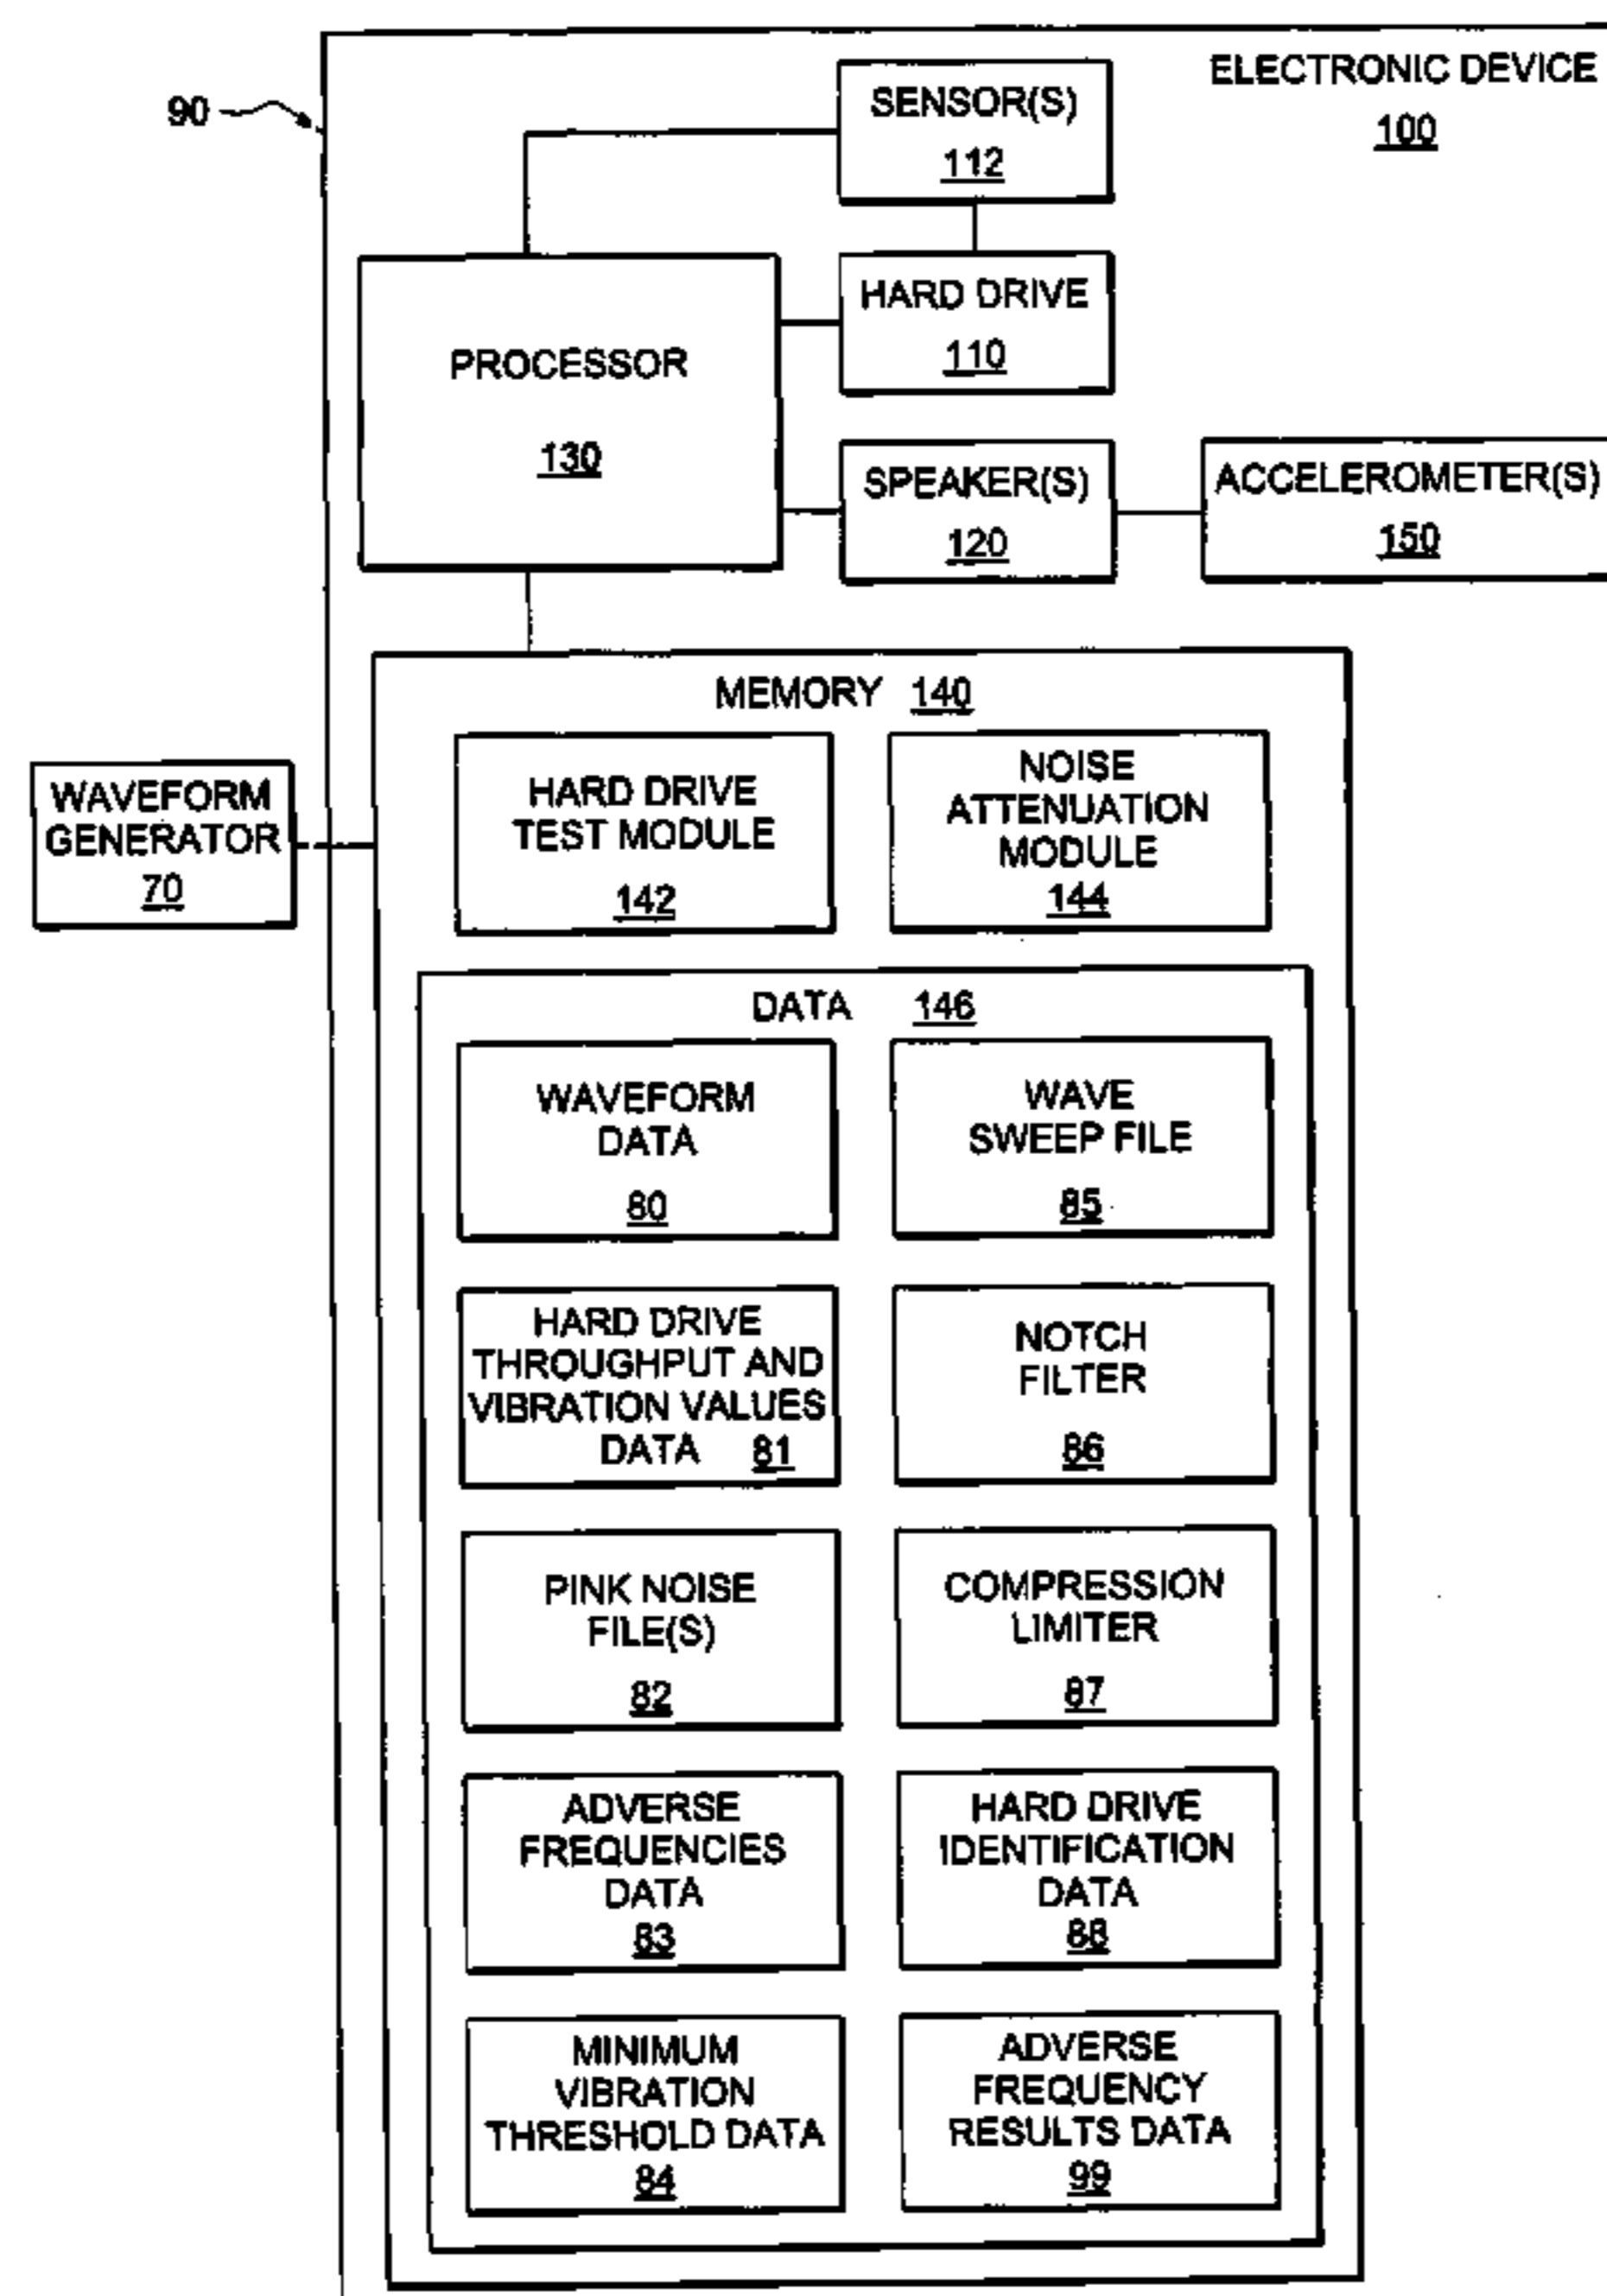 ELECTRONIC DEVICE
100
90
SENSOR(S)
112
HARD DRIVE
110
PROCESSOR
130
SPEAKER(S)
120
ACCELEROMETER(S)
150
MEMORY 140
WAVEFORM
GENERATOR
70
HARD DRIVE
TEST MODULE
142
NOISE
ATTENUATION
MODULE
144
DATA 146
WAVEFORM
DATA
80
WAVE
SWEEP FILE
85
HARD DRIVE
THROUGHPUT AND
VIBRATION VALUES
DATA 81
NOTCH
FILTER
86
PINK NOISE
FILE(S)
82
COMPRESSION
LIMITER
87
ADVERSE
FREQUENCIES
DATA
83
HARD DRIVE
IDENTIFICATION
DATA
88
MINIMUM
VIBRATION
THRESHOLD DATA
84
ADVERSE
FREQUENCY
RESULTS DATA
99